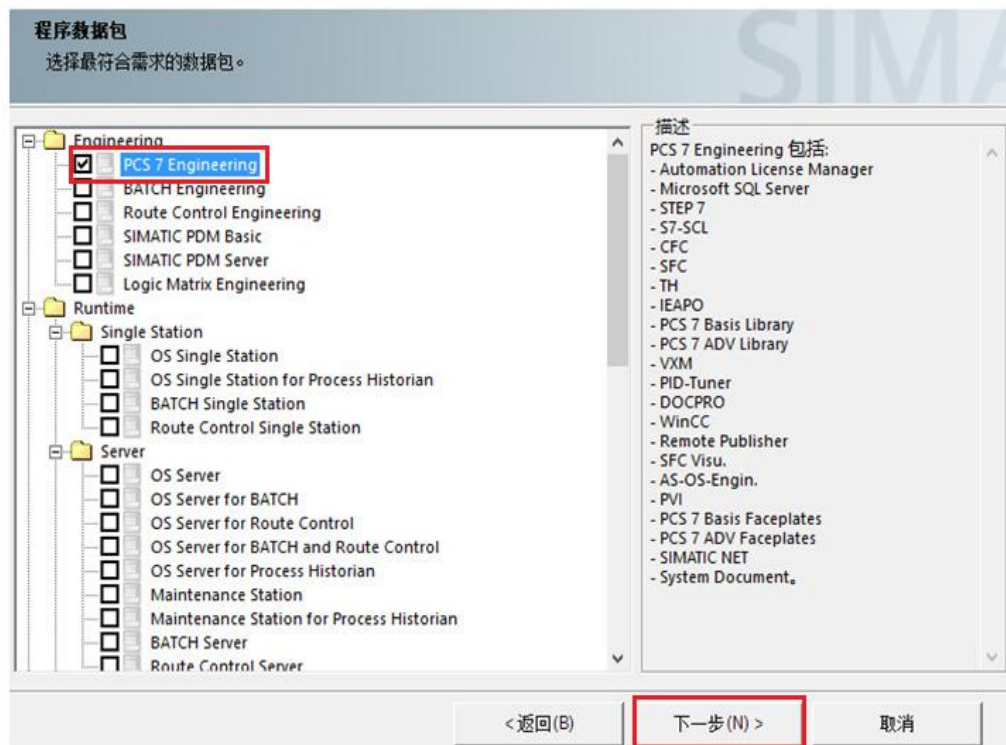 程序数据包
选择最符合需求的数据包。
SIMA
Engineering
PCS 7 Engineering
BATCH Engineering
Route Control Engineering
SIMATIC PDM Basic
SIMATIC PDM Server
Logic Matrix Engineering
Runtime
Single Station
OS Single Station
OS Single Station for Process Historian
BATCH Single Station
Route Control Single Station
Server
OS Server
OS Server for BATCH
OS Server for Route Control
OS Server for BATCH and Route Control
OS Server for Process Historian
Maintenance Station
Maintenance Station for Process Historian
BATCH Server
Route Control Server
描述
PCS 7 Engineering 包括:
- Automation License Manager
- Microsoft SQL Server
- STEP 7
- S7-SCL
- CFC
- SFC
- TH
- IEAPO
- PCS 7 Basis Library
- PCS 7 ADV Library
- VXM
- PID-Tuner
- DOCPRO
- WinCC
- Remote Publisher
- SFC Visu.
- AS-OS-Engin.
- PVI
- PCS 7 Basis Faceplates
- PCS 7 ADV Faceplates
- SIMATIC NET
- System Document。
<返回(B)
下一步(N) >
取消